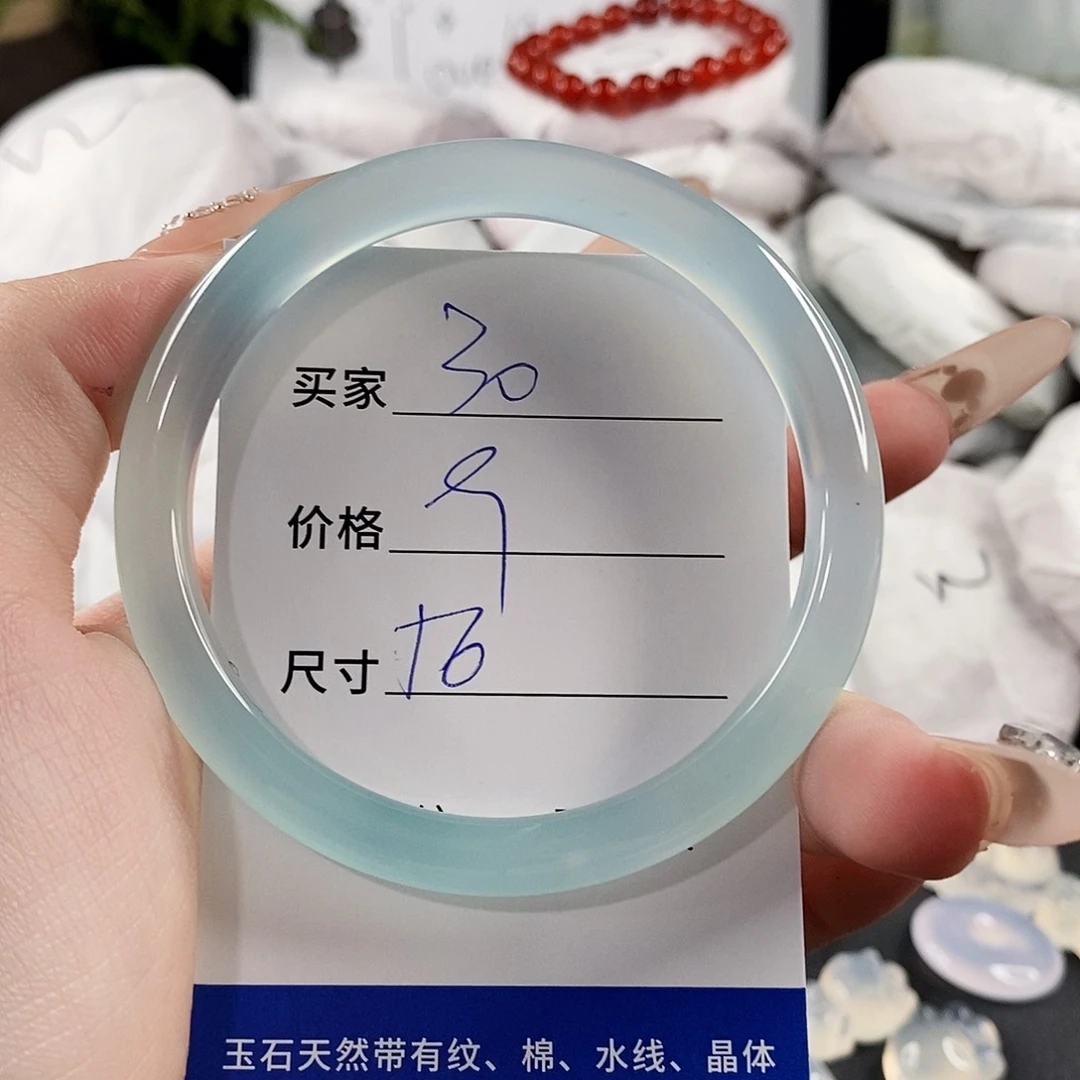 买家 30
价格 9
尺寸 56
玉石天然带有纹、棉、水线、晶体